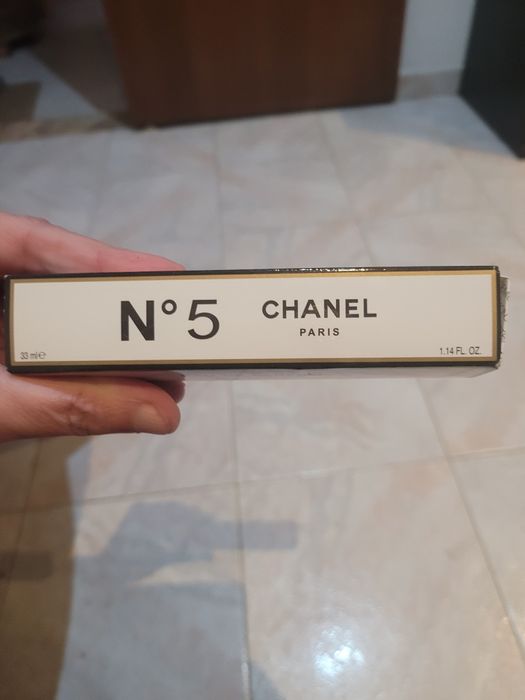 N° 5 CHANEL
PARIS
33 ml ℮ 1.14 FL. OZ.